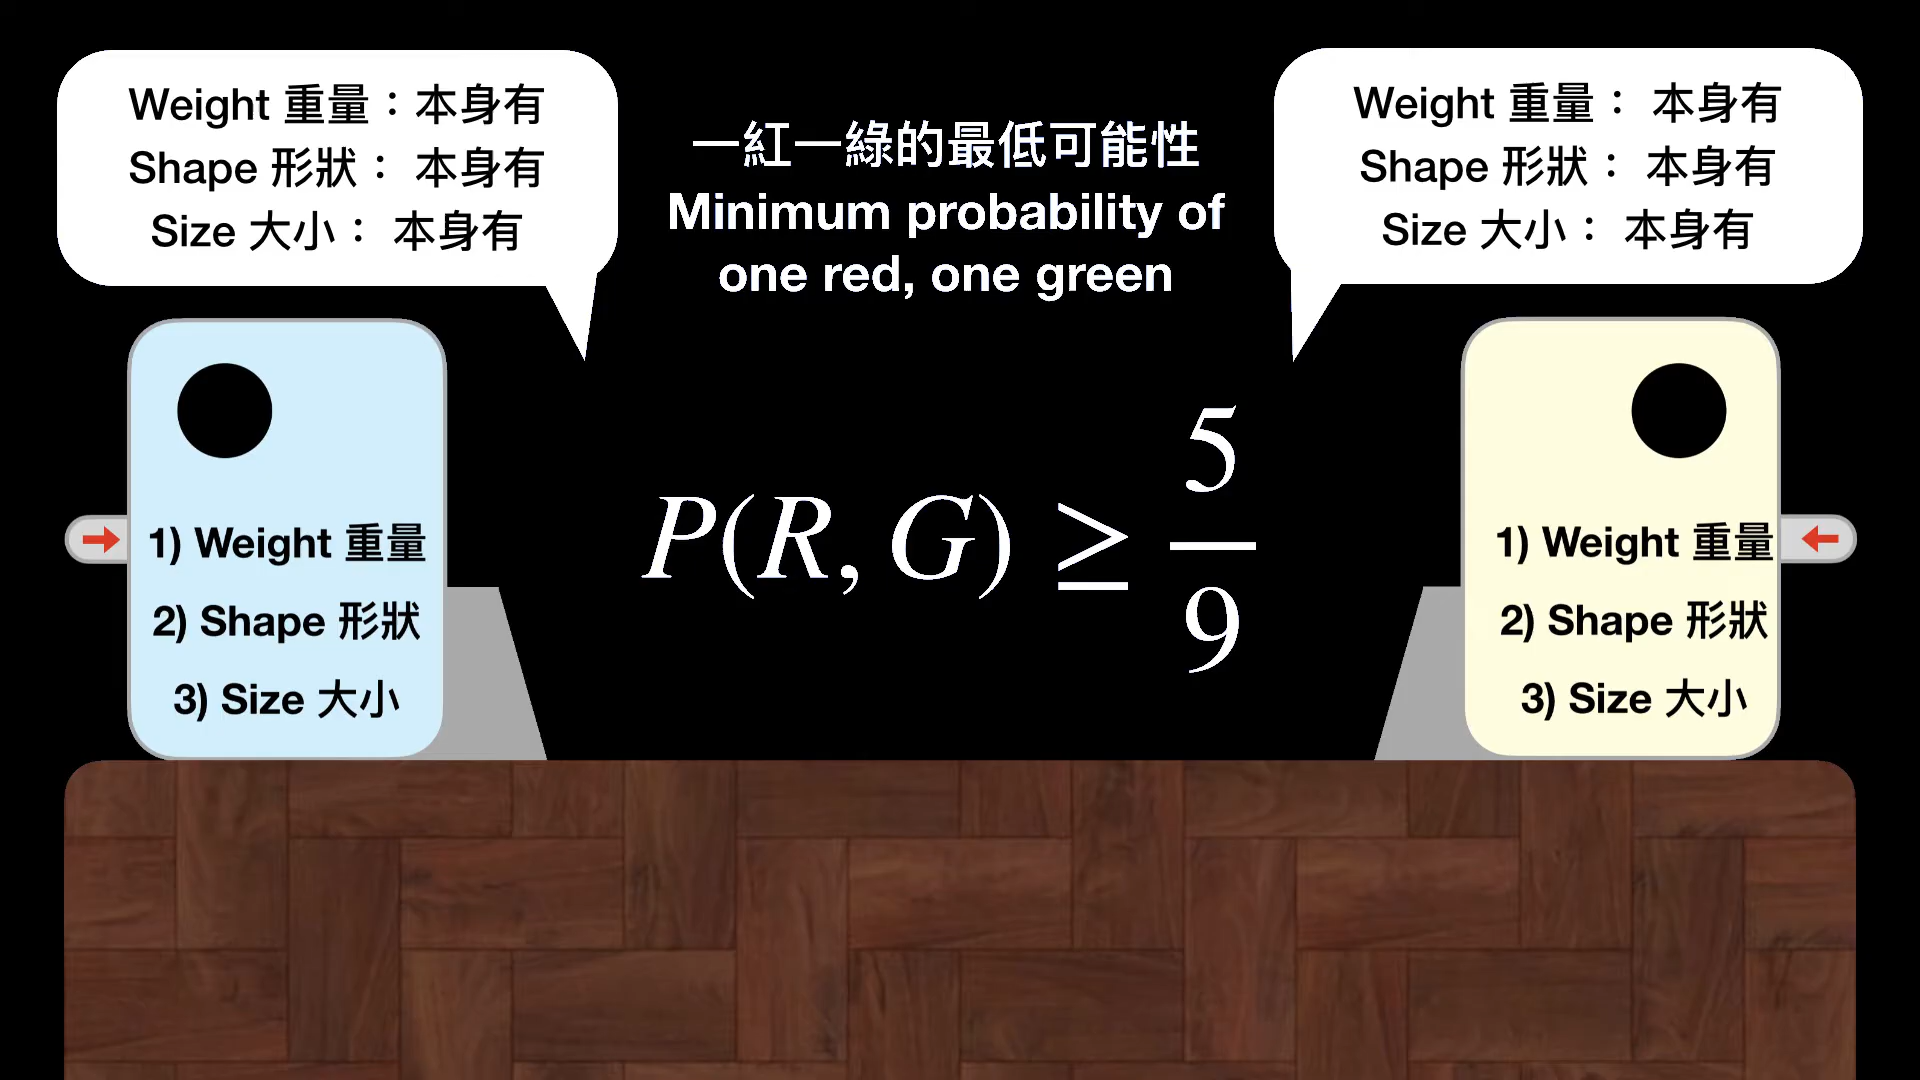 Weight 重量：本身有
Shape 形狀： 本身有
Size 大小： 本身有
一紅一綠的最低可能性
Minimum probability of
one red, one green
Weight 重量： 本身有
Shape 形狀： 本身有
Size 大小： 本身有
P(R, G) ≥ 5/9
1) Weight 重量
2) Shape 形狀
3) Size 大小
1) Weight 重量
2) Shape 形狀
3) Size 大小